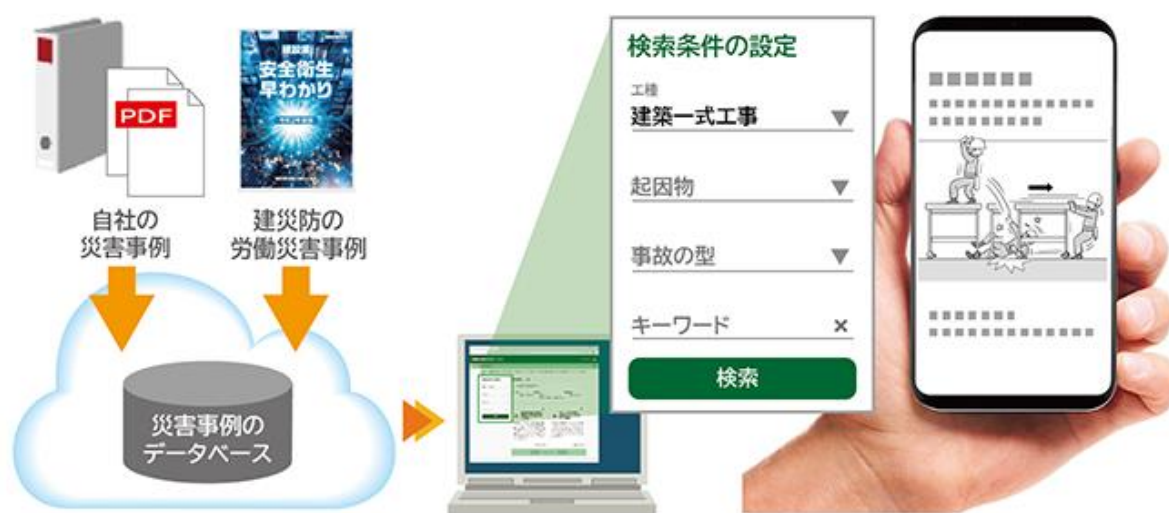 PDF
建設業
安全衛生
早わかり
自社の
災害事例
建災防の
労働災害事例
災害事例の
データベース
検索条件の設定
工種
建築一式工事
起因物
事故の型
キーワード
検索